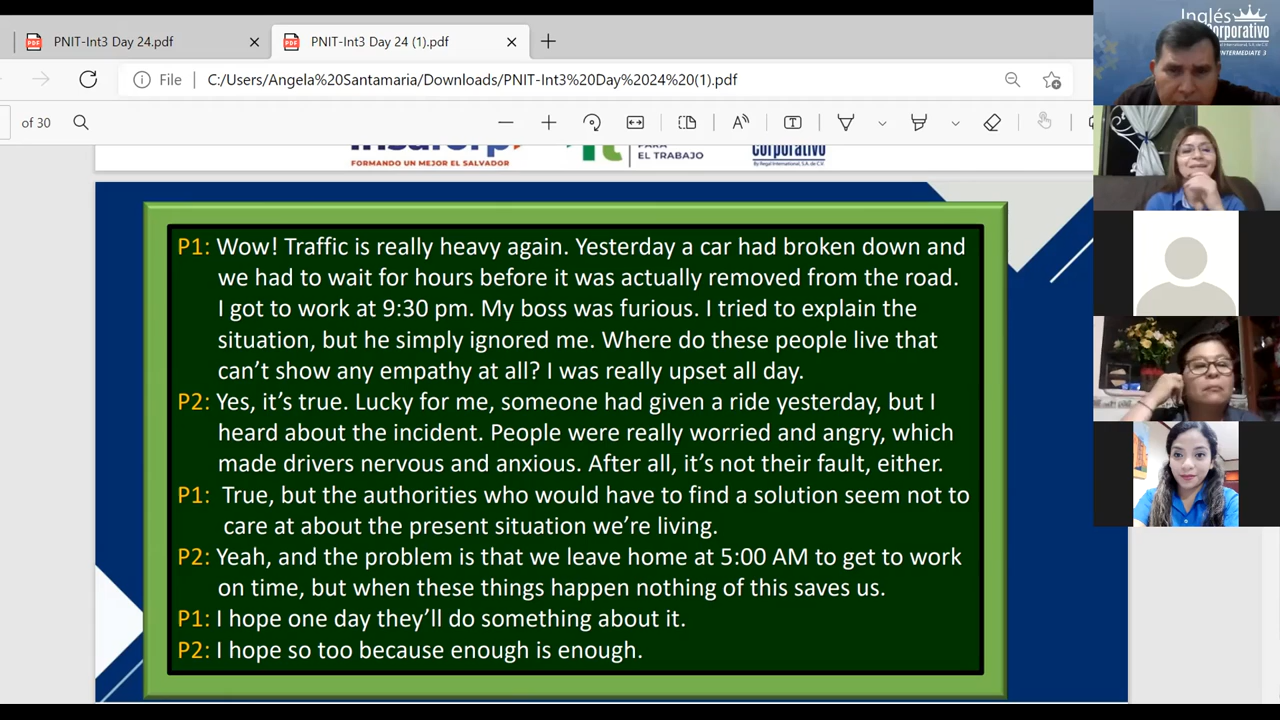 PNIT-Int3 Day 24.pdf
PNIT-Int3 Day 24 (1).pdf
File
C:/Users/Angela%20Santamaria/Downloads/PNIT-Int3%20Day%2024%20(1).pdf
of 30
FORMANDO UN MEJOR EL SALVADOR
PARA
EL TRABAJO
corporativo
By Regal International, S.A. de C.V.
P1: Wow! Traffic is really heavy again. Yesterday a car had broken down and
we had to wait for hours before it was actually removed from the road.
I got to work at 9:30 pm. My boss was furious. I tried to explain the
situation, but he simply ignored me. Where do these people live that
can't show any empathy at all? I was really upset all day.
P2: Yes, it's true. Lucky for me, someone had given a ride yesterday, but I
heard about the incident. People were really worried and angry, which
made drivers nervous and anxious. After all, it's not their fault, either.
P1: True, but the authorities who would have to find a solution seem not to
care at about the present situation we're living.
P2: Yeah, and the problem is that we leave home at 5:00 AM to get to work
on time, but when these things happen nothing of this saves us.
P1: I hope one day they'll do something about it.
P2: I hope so too because enough is enough.
Inglés
INTERMEDIATE 3